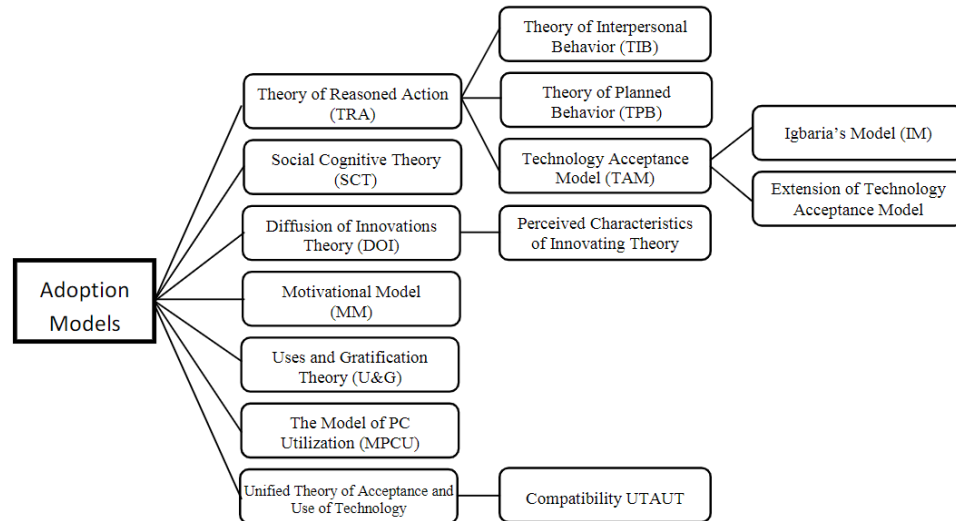 Adoption
Models
Theory of Reasoned Action
(TRA)
Social Cognitive Theory
(SCT)
Diffusion of Innovations
Theory (DOI)
Motivational Model
(MM)
Uses and Gratification
Theory (U&G)
The Model of PC
Utilization (MPCU)
Unified Theory of Acceptance and
Use of Technology
Theory of Interpersonal
Behavior (TIB)
Theory of Planned
Behavior (TPB)
Technology Acceptance
Model (TAM)
Perceived Characteristics
of Innovating Theory
Compatibility UTAUT
Igbaria’s Model (IM)
Extension of Technology
Acceptance Model